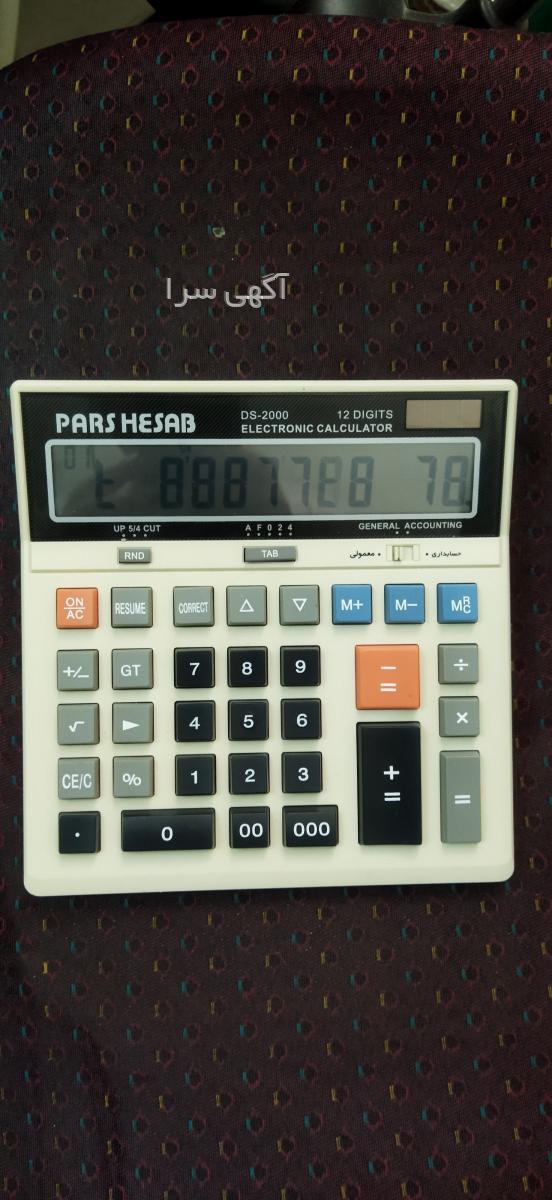 آگهی سرا
PARS HESAB
DS-2000 12 DIGITS
ELECTRONIC CALCULATOR
UP 5/4 CUT A F 0 2 4 GENERAL ACCOUNTING
RND TAB معمولی • • حسابداری
ON/AC RESUME CORRECT △ ▽ M+ M− MRC
+/− GT 7 8 9 − = ÷
√ ► 4 5 6 ×
CE/C % 1 2 3 + = =
. 0 00 000